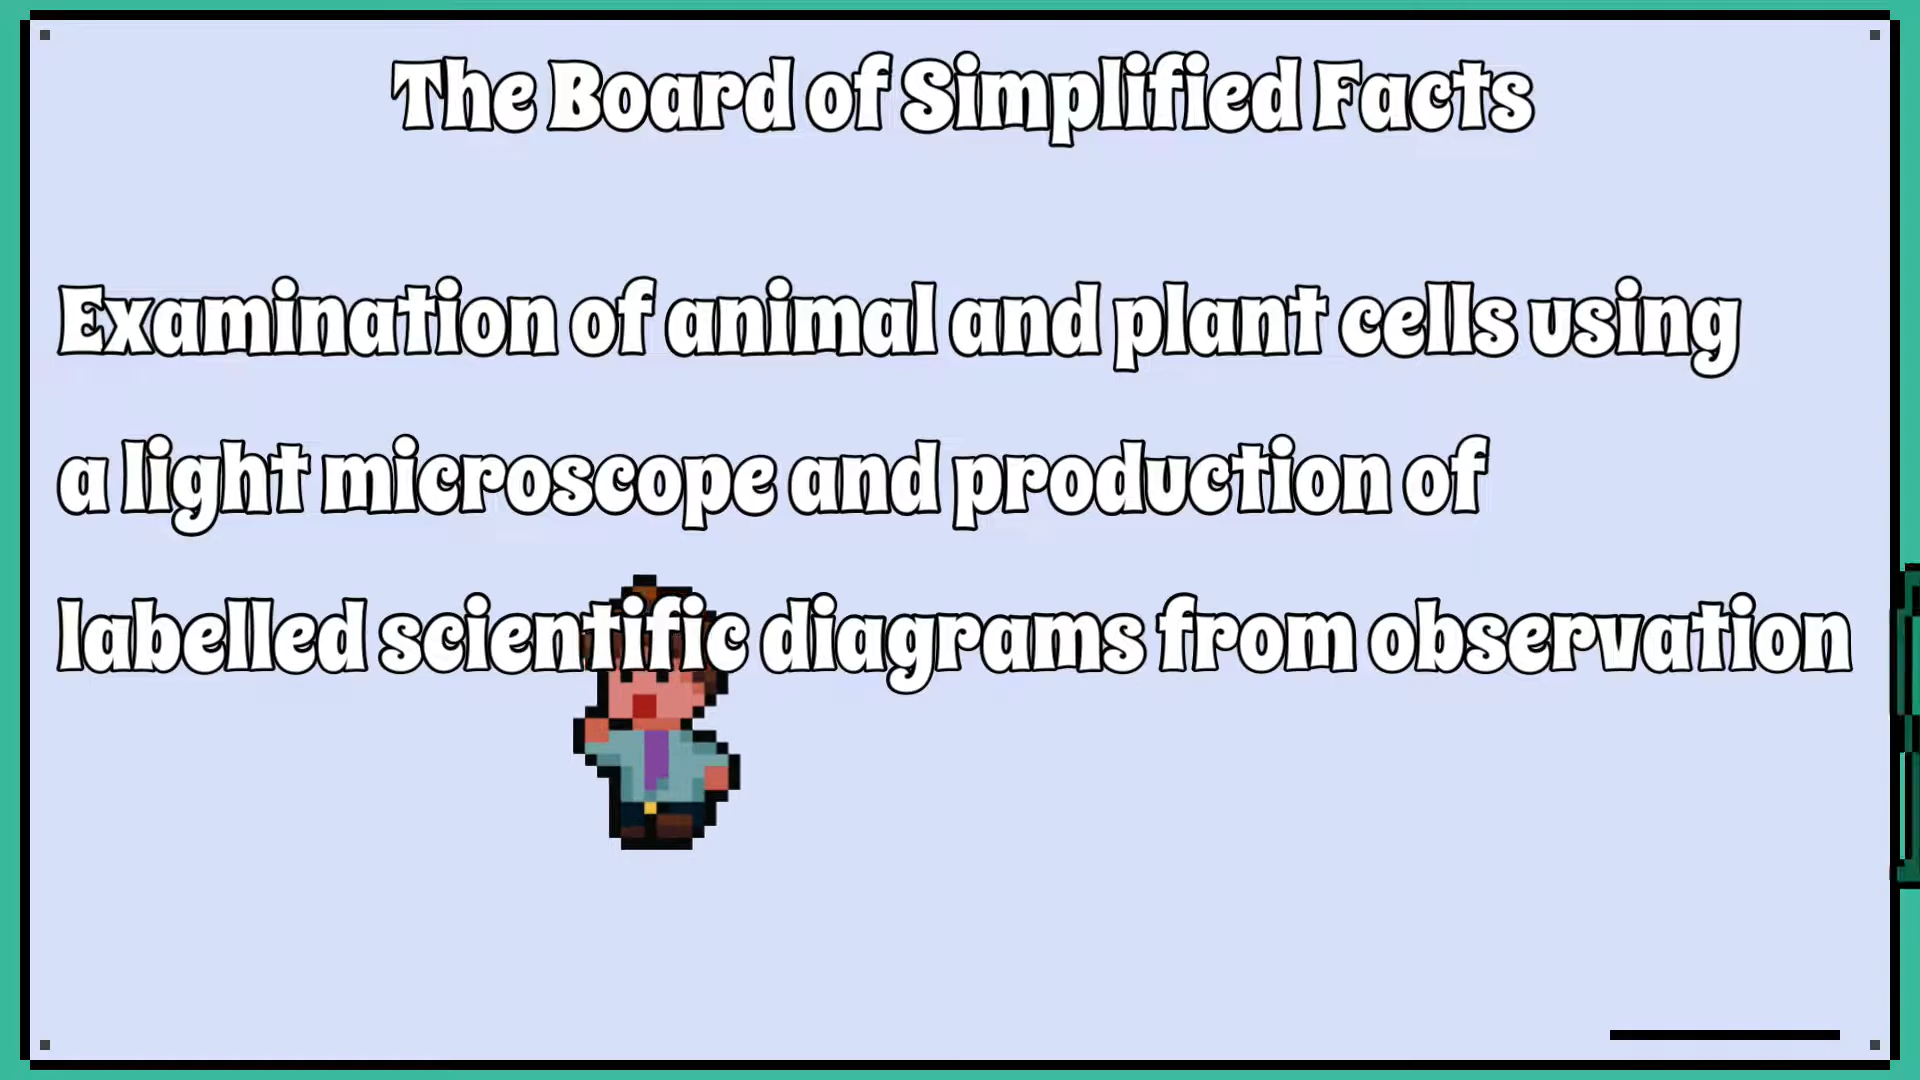 The Board of Simplified Facts
Examination of animal and plant cells using
a light microscope and production of
labelled scientific diagrams from observation